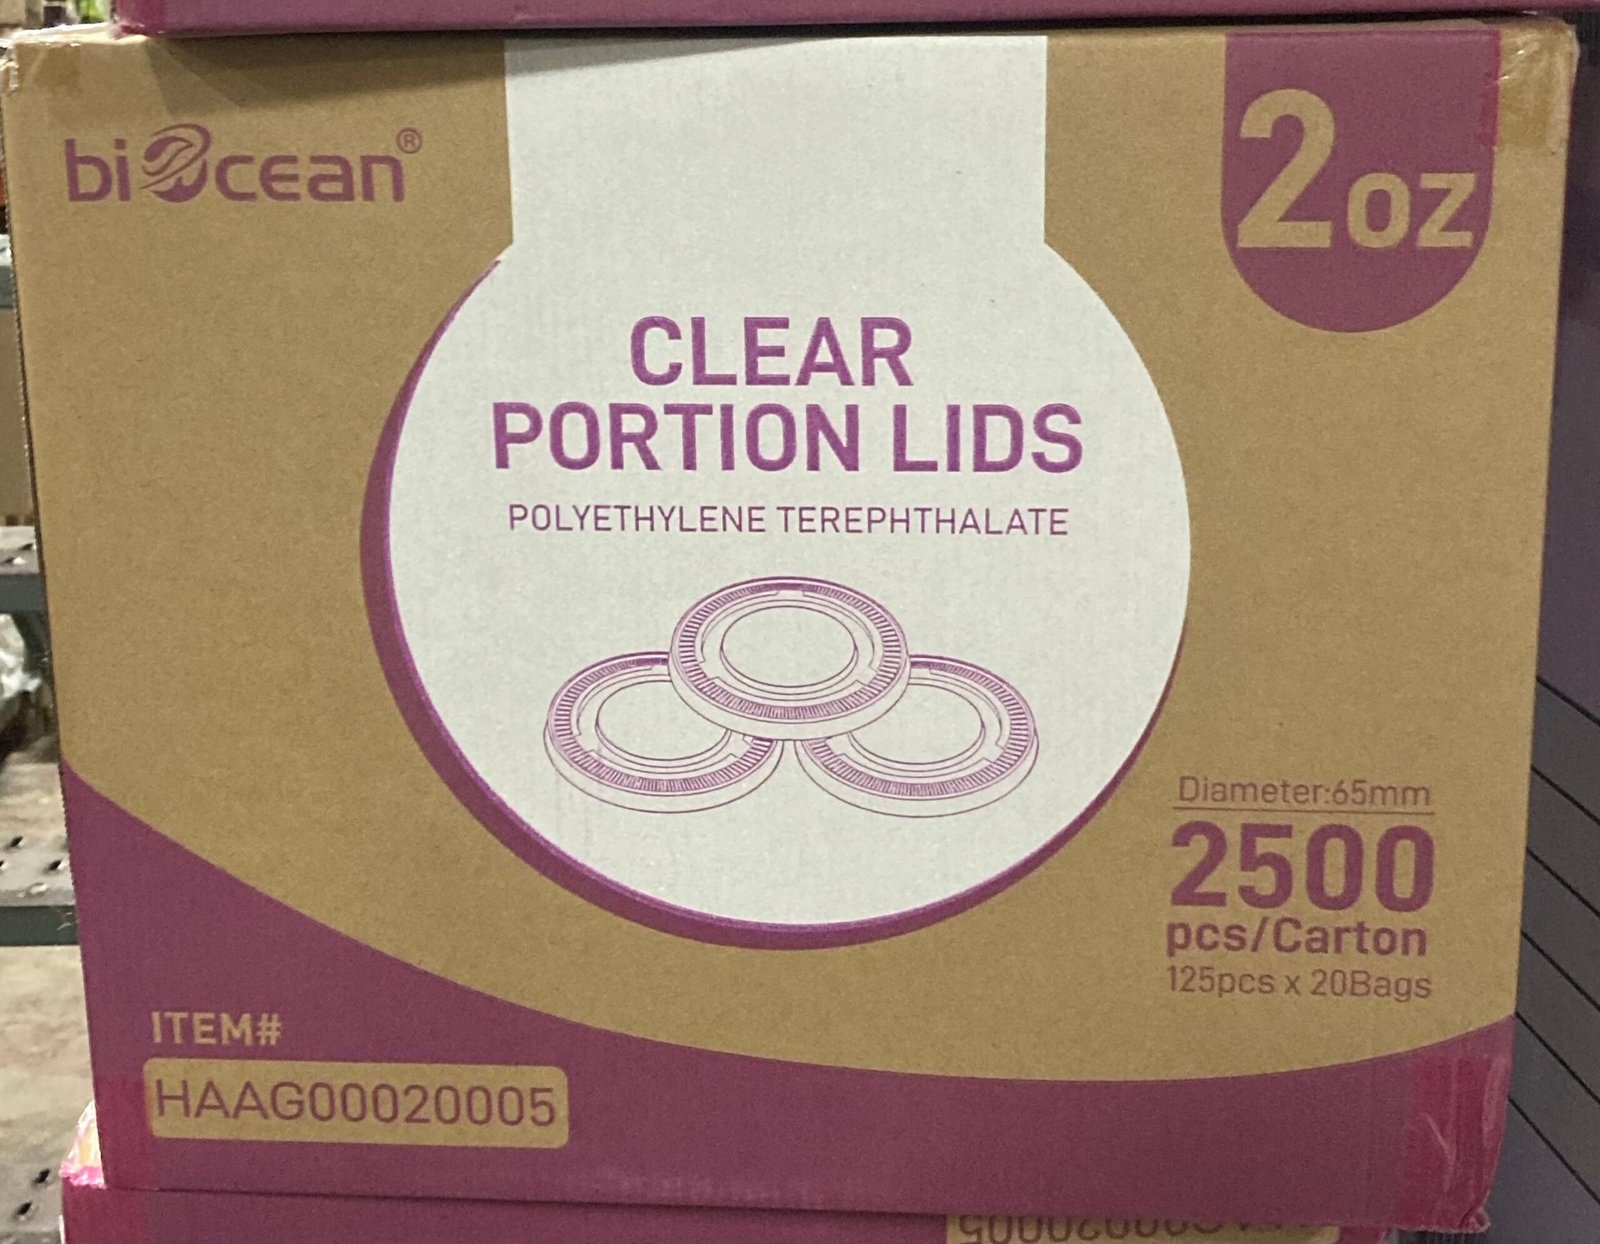 biOcean®
2oz
CLEAR
PORTION LIDS
POLYETHYLENE TEREPHTHALATE
Diameter:65mm
2500
pcs/Carton
125pcs x 20Bags
ITEM#
HAAG00020005